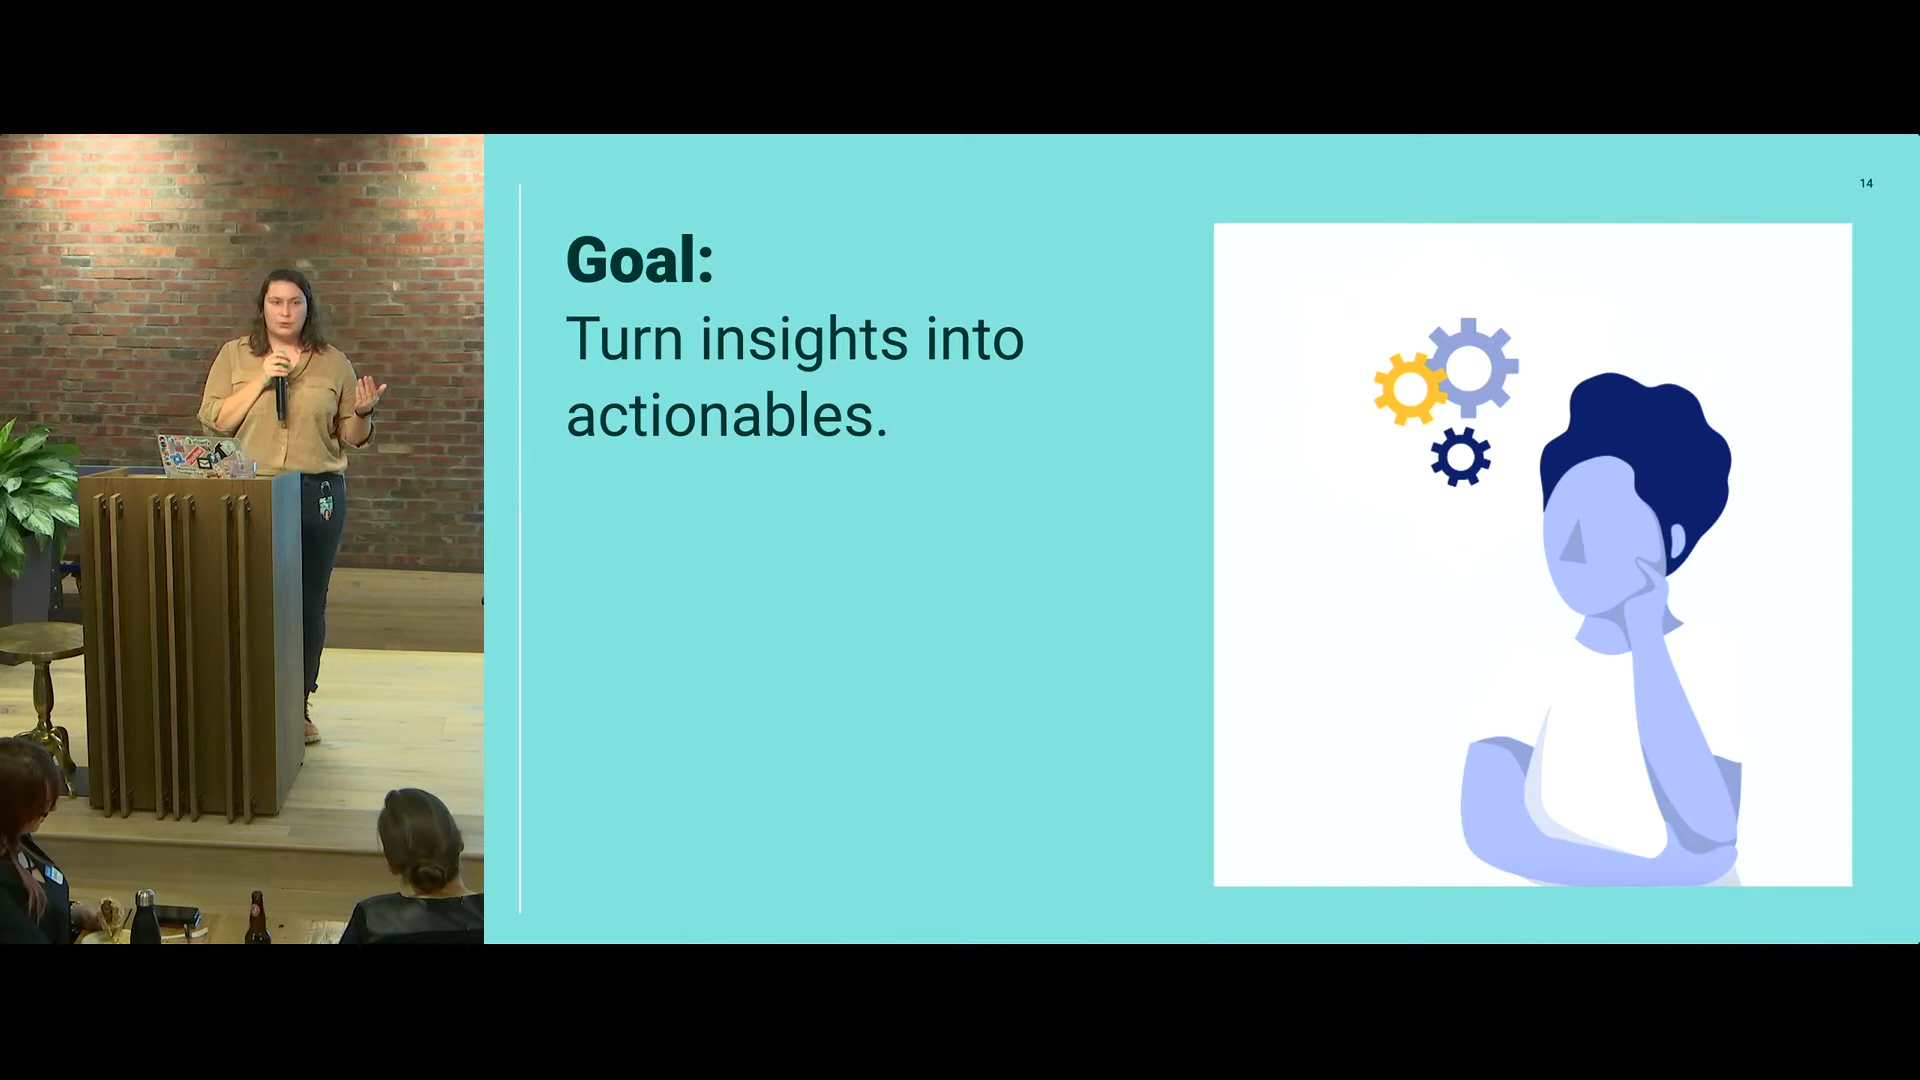 14
Goal:
Turn insights into
actionables.